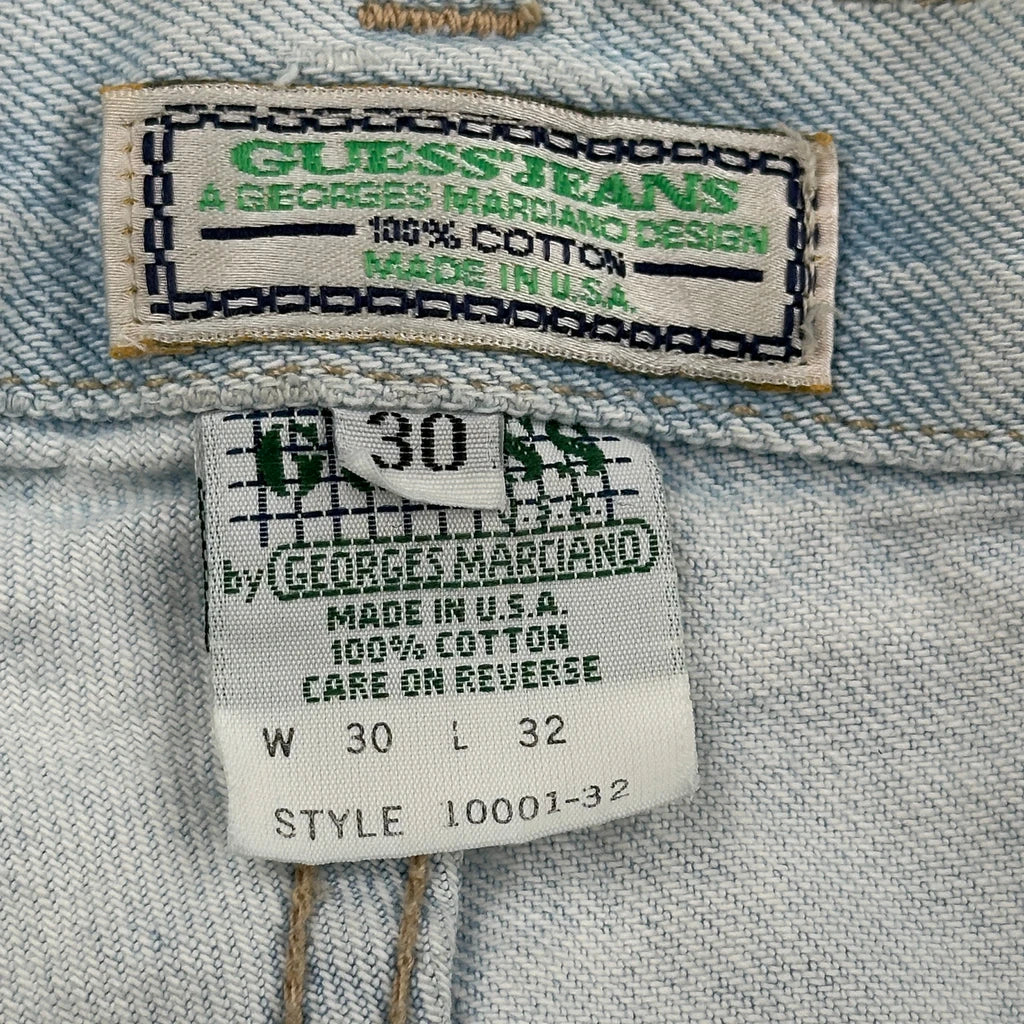 GUESS JEANS
A GEORGES MARCIANO DESIGN
100% COTTON
MADE IN U.S.A.
30
U.S.A.
by GEORGES MARCIANO
MADE IN U.S.A.
100% COTTON
CARE ON REVERSE
W 30 L 32
STYLE 10001-32